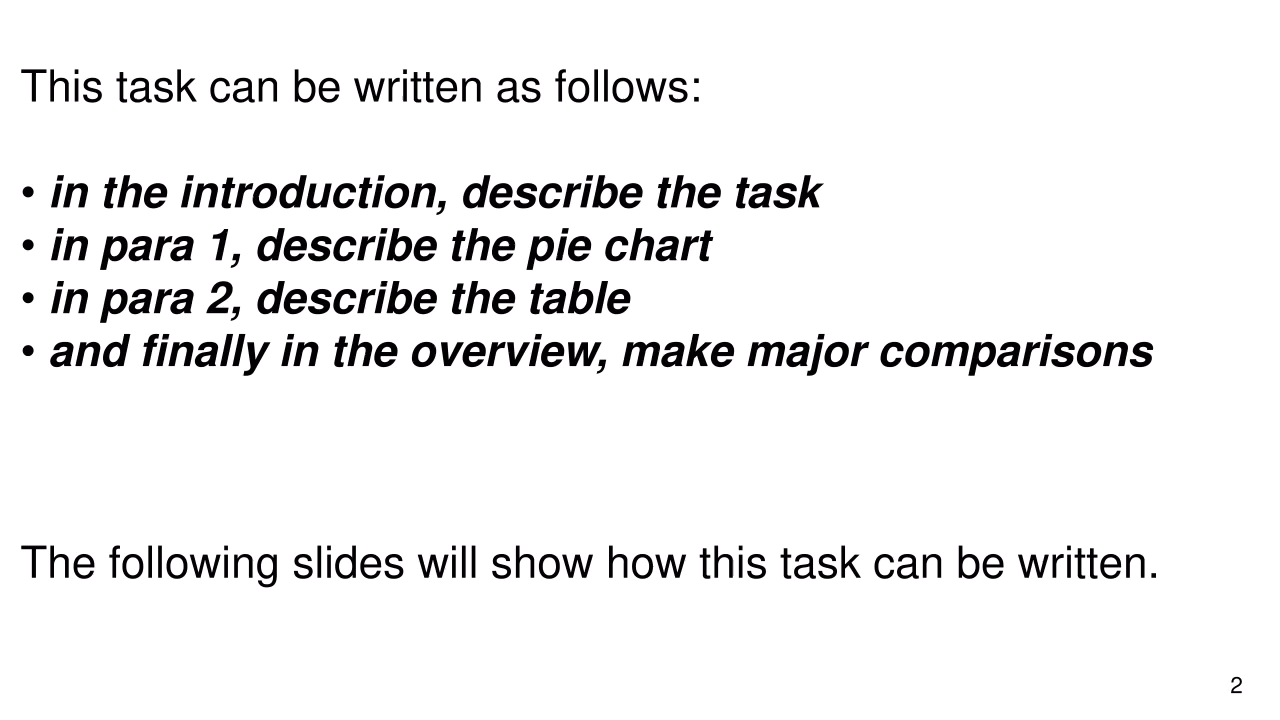 This task can be written as follows:
• in the introduction, describe the task
• in para 1, describe the pie chart
• in para 2, describe the table
• and finally in the overview, make major comparisons
The following slides will show how this task can be written.
2